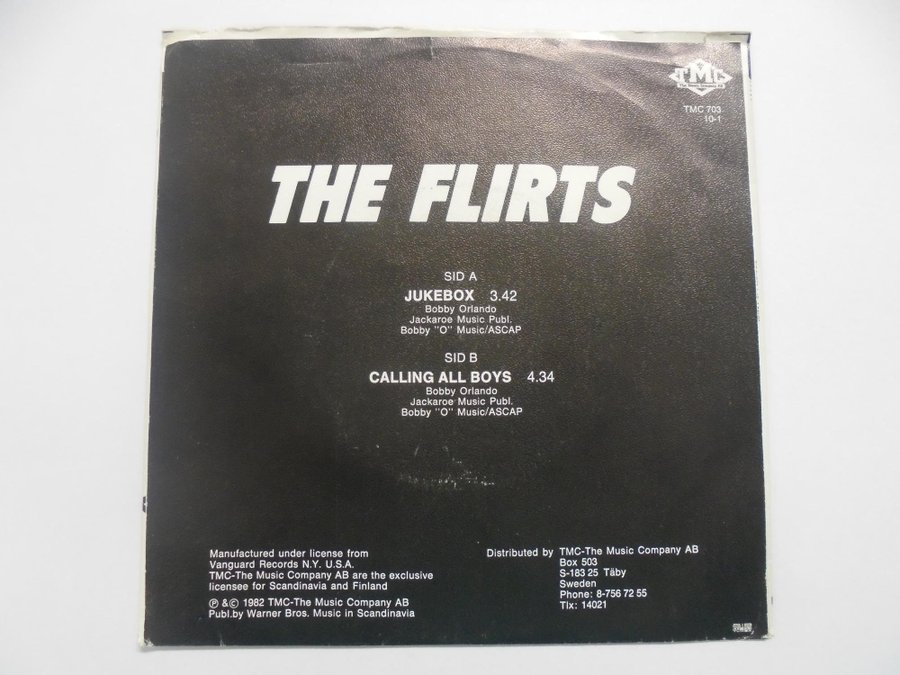 TMC
TMC 703
10-1
THE FLIRTS
SID A
JUKEBOX 3.42
Bobby Orlando
Jackaroe Music Publ.
Bobby "O" Music/ASCAP
SID B
CALLING ALL BOYS 4.34
Bobby Orlando
Jackaroe Music Publ.
Bobby "O" Music/ASCAP
Manufactured under license from
Vanguard Records N.Y. U.S.A.
TMC-The Music Company AB are the exclusive
licensee for Scandinavia and Finland
℗ & © 1982 TMC-The Music Company AB
Publ.by Warner Bros. Music in Scandinavia
Distributed by TMC-The Music Company AB
Box 503
S-183 25 Täby
Sweden
Phone: 8-756 72 55
Tlx: 14021